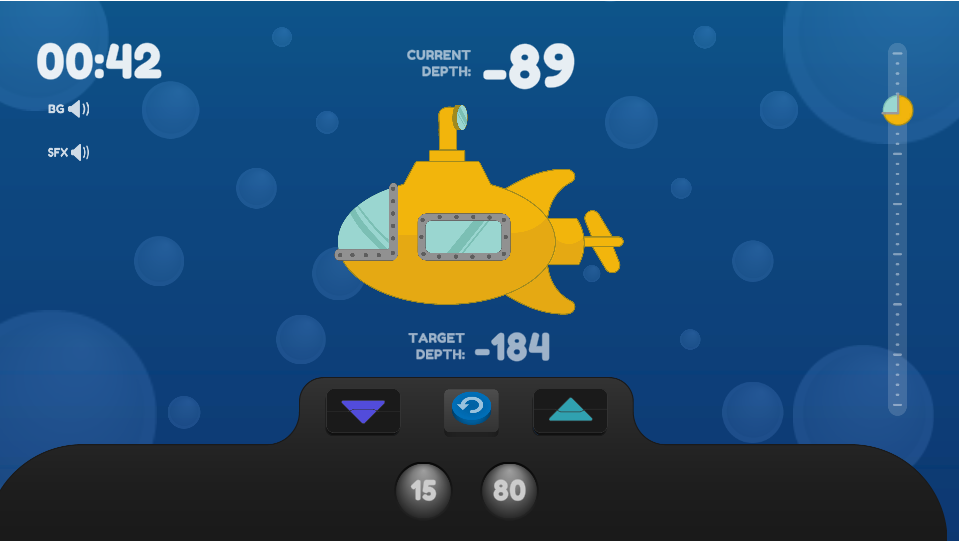 00:42
CURRENT
DEPTH: -89
BG
SFX
TARGET
DEPTH: -184
15 80